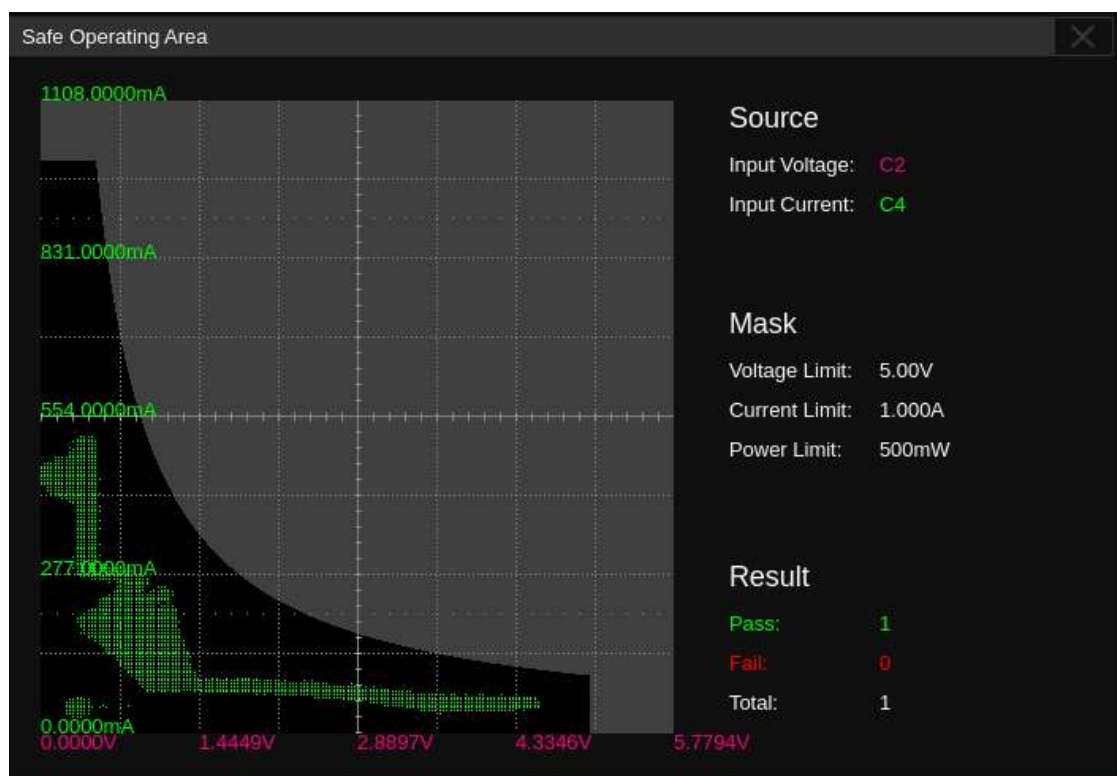 Safe Operating Area
1108.0000mA
831.0000mA
554.0000mA
277.0000mA
0.0000mA
0.0000V 1.4449V 2.8897V 4.3346V 5.7794V
Source
Input Voltage: C2
Input Current: C4
Mask
Voltage Limit: 5.00V
Current Limit: 1.000A
Power Limit: 500mW
Result
Pass: 1
Fail: 0
Total: 1